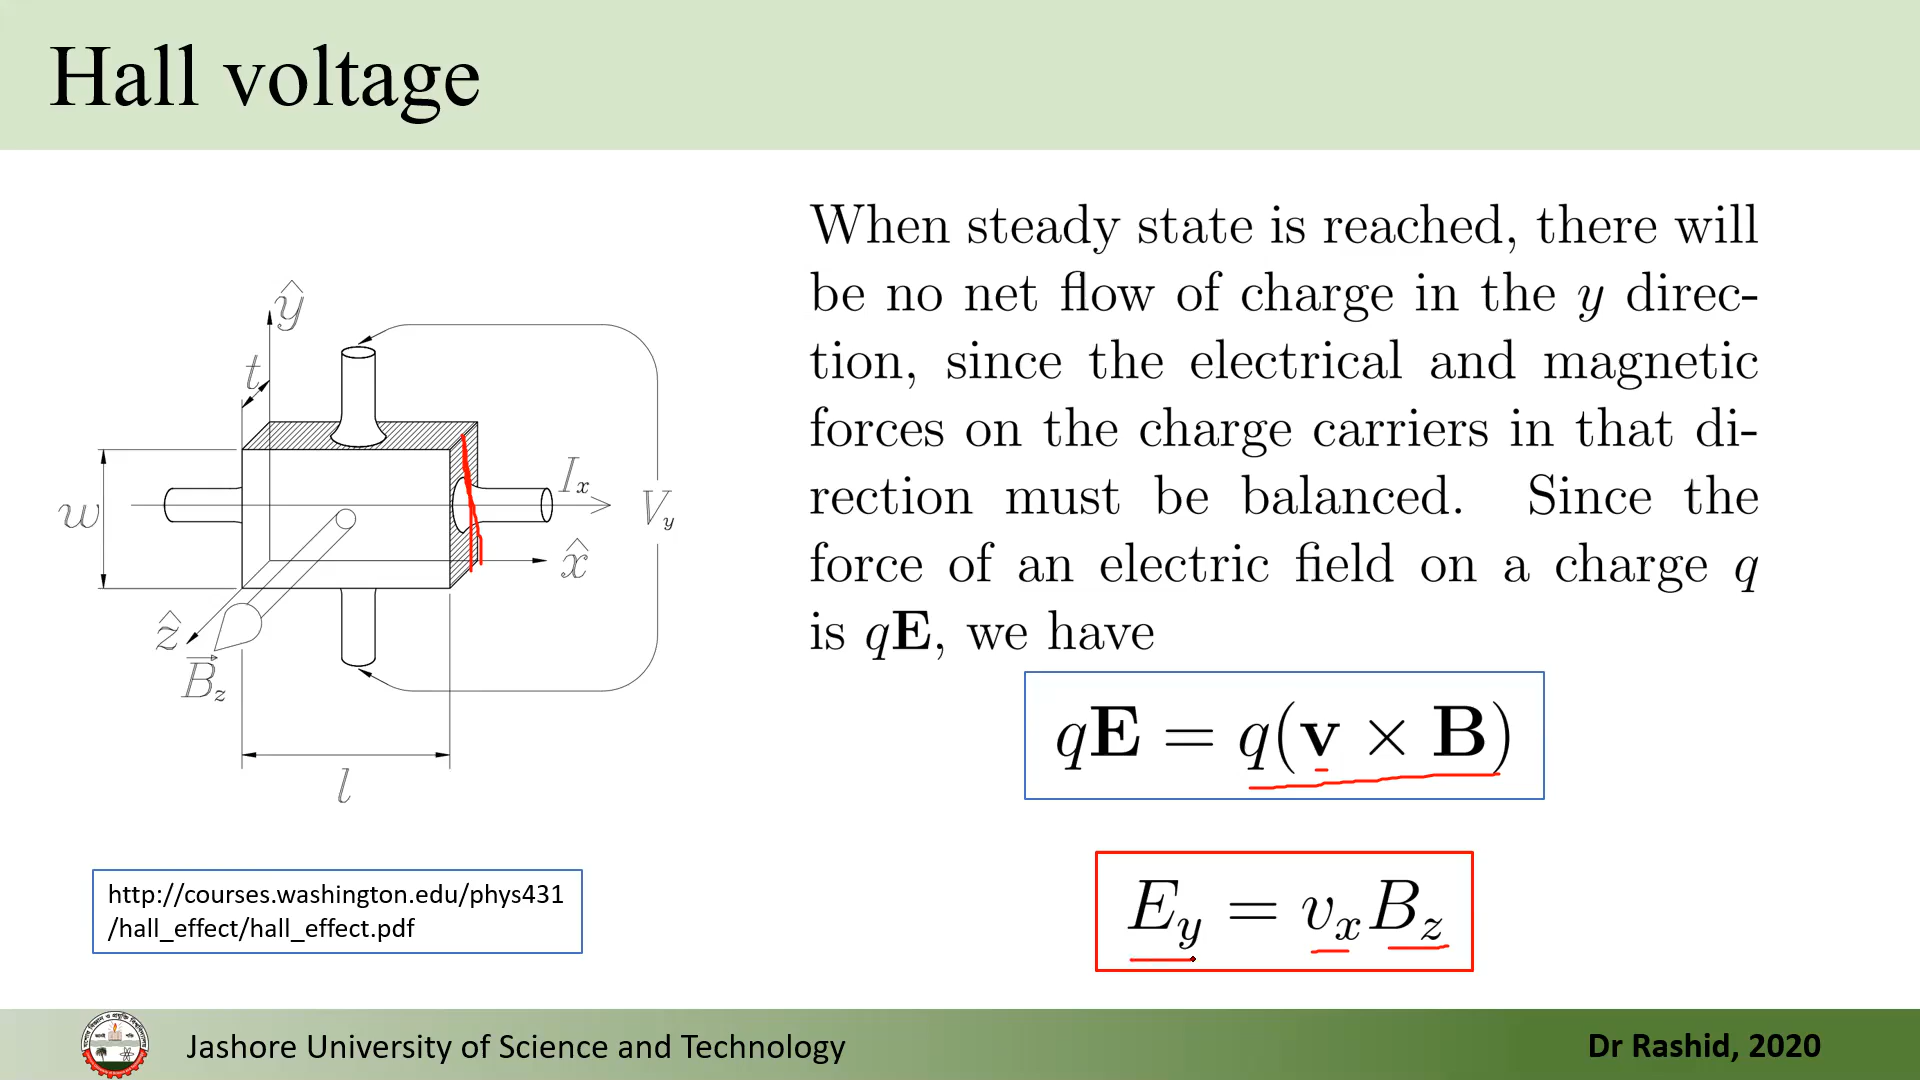 Hall voltage
When steady state is reached, there will
be no net flow of charge in the y direc-
tion, since the electrical and magnetic
forces on the charge carriers in that di-
rection must be balanced. Since the
force of an electric field on a charge q
is qE, we have
qE = q(v × B)
E_y = v_x B_z
ŷ
t
w
I_x
V_y
x̂
ẑ
B⃗_z
l
http://courses.washington.edu/phys431
/hall_effect/hall_effect.pdf
Jashore University of Science and Technology
Dr Rashid, 2020